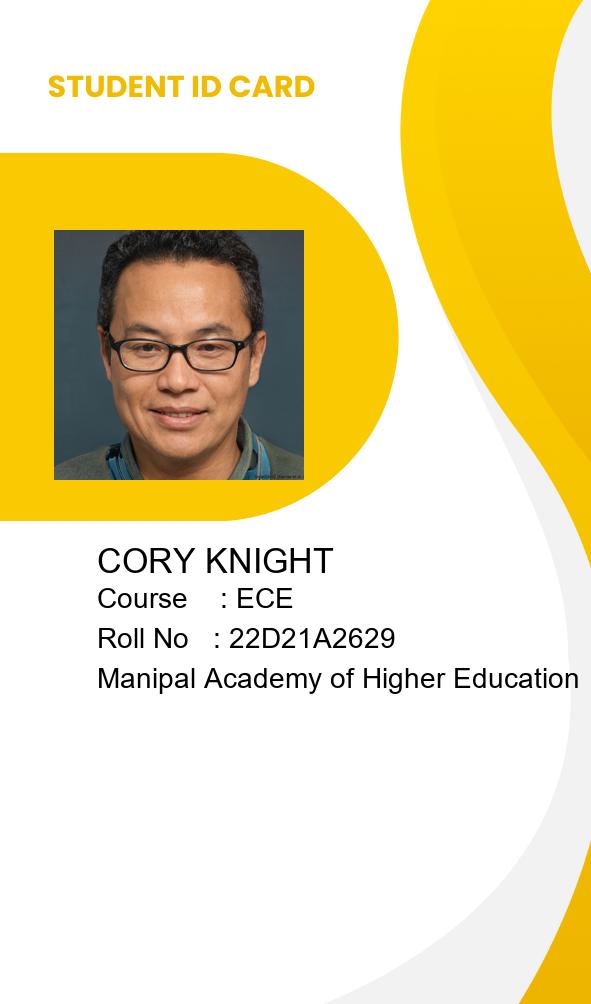 STUDENT ID CARD
CORY KNIGHT
Course : ECE
Roll No : 22D21A2629
Manipal Academy of Higher Education